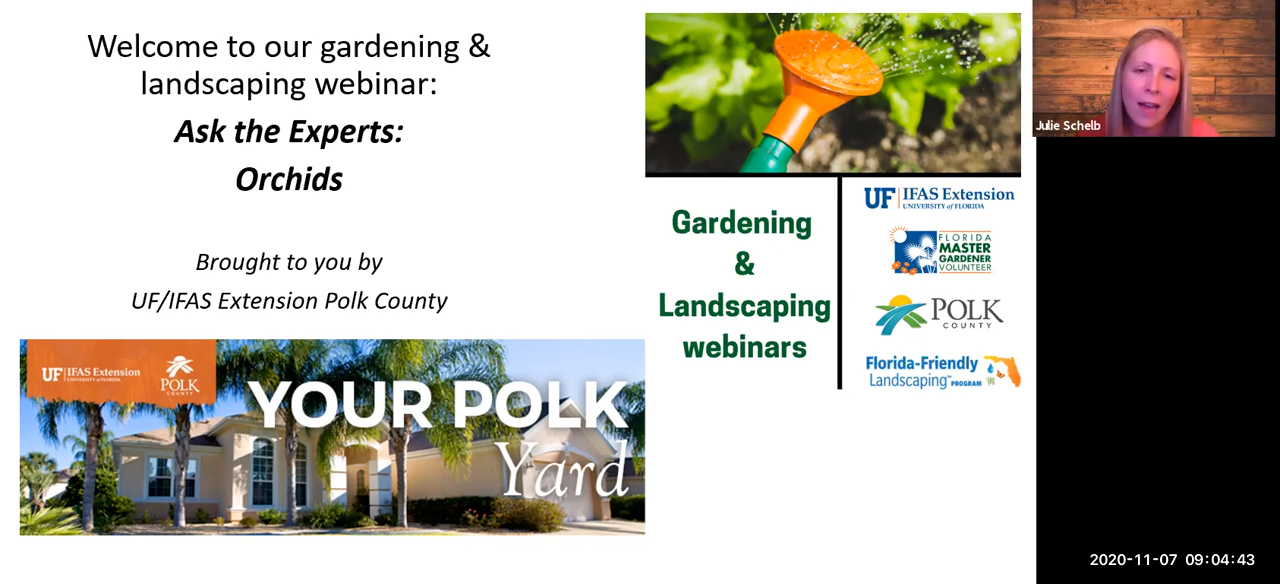 Welcome to our gardening &
landscaping webinar:
Ask the Experts:
Orchids
Brought to you by
UF/IFAS Extension Polk County
UF IFAS Extension
UNIVERSITY of FLORIDA
POLK
COUNTY
YOUR POLK
Yard
Gardening
&
Landscaping
webinars
UF IFAS Extension
UNIVERSITY of FLORIDA
FLORIDA
MASTER
GARDENER
VOLUNTEER
POLK
COUNTY
Florida-Friendly
Landscaping™ PROGRAM
Julie Schelb
2020-11-07 09:04:43